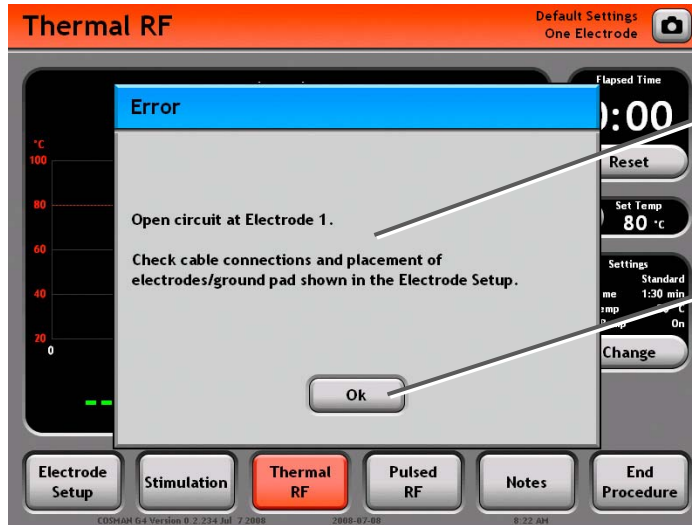 Thermal RF
Default Settings
One Electrode
Elapsed Time
:00
Reset
Error
°C
100
80
60
40
20
0
Open circuit at Electrode 1.
Check cable connections and placement of
electrodes/ground pad shown in the Electrode Setup.
Ok
Set Temp
80 °C
Settings
Standard
me 1:30 min
emp
On
Change
Electrode
Setup
Stimulation
Thermal
RF
Pulsed
RF
Notes
End
Procedure
COSMAN G4 Version 0.2.234 Jul 7 2008
2008-07-08
8:22 AM